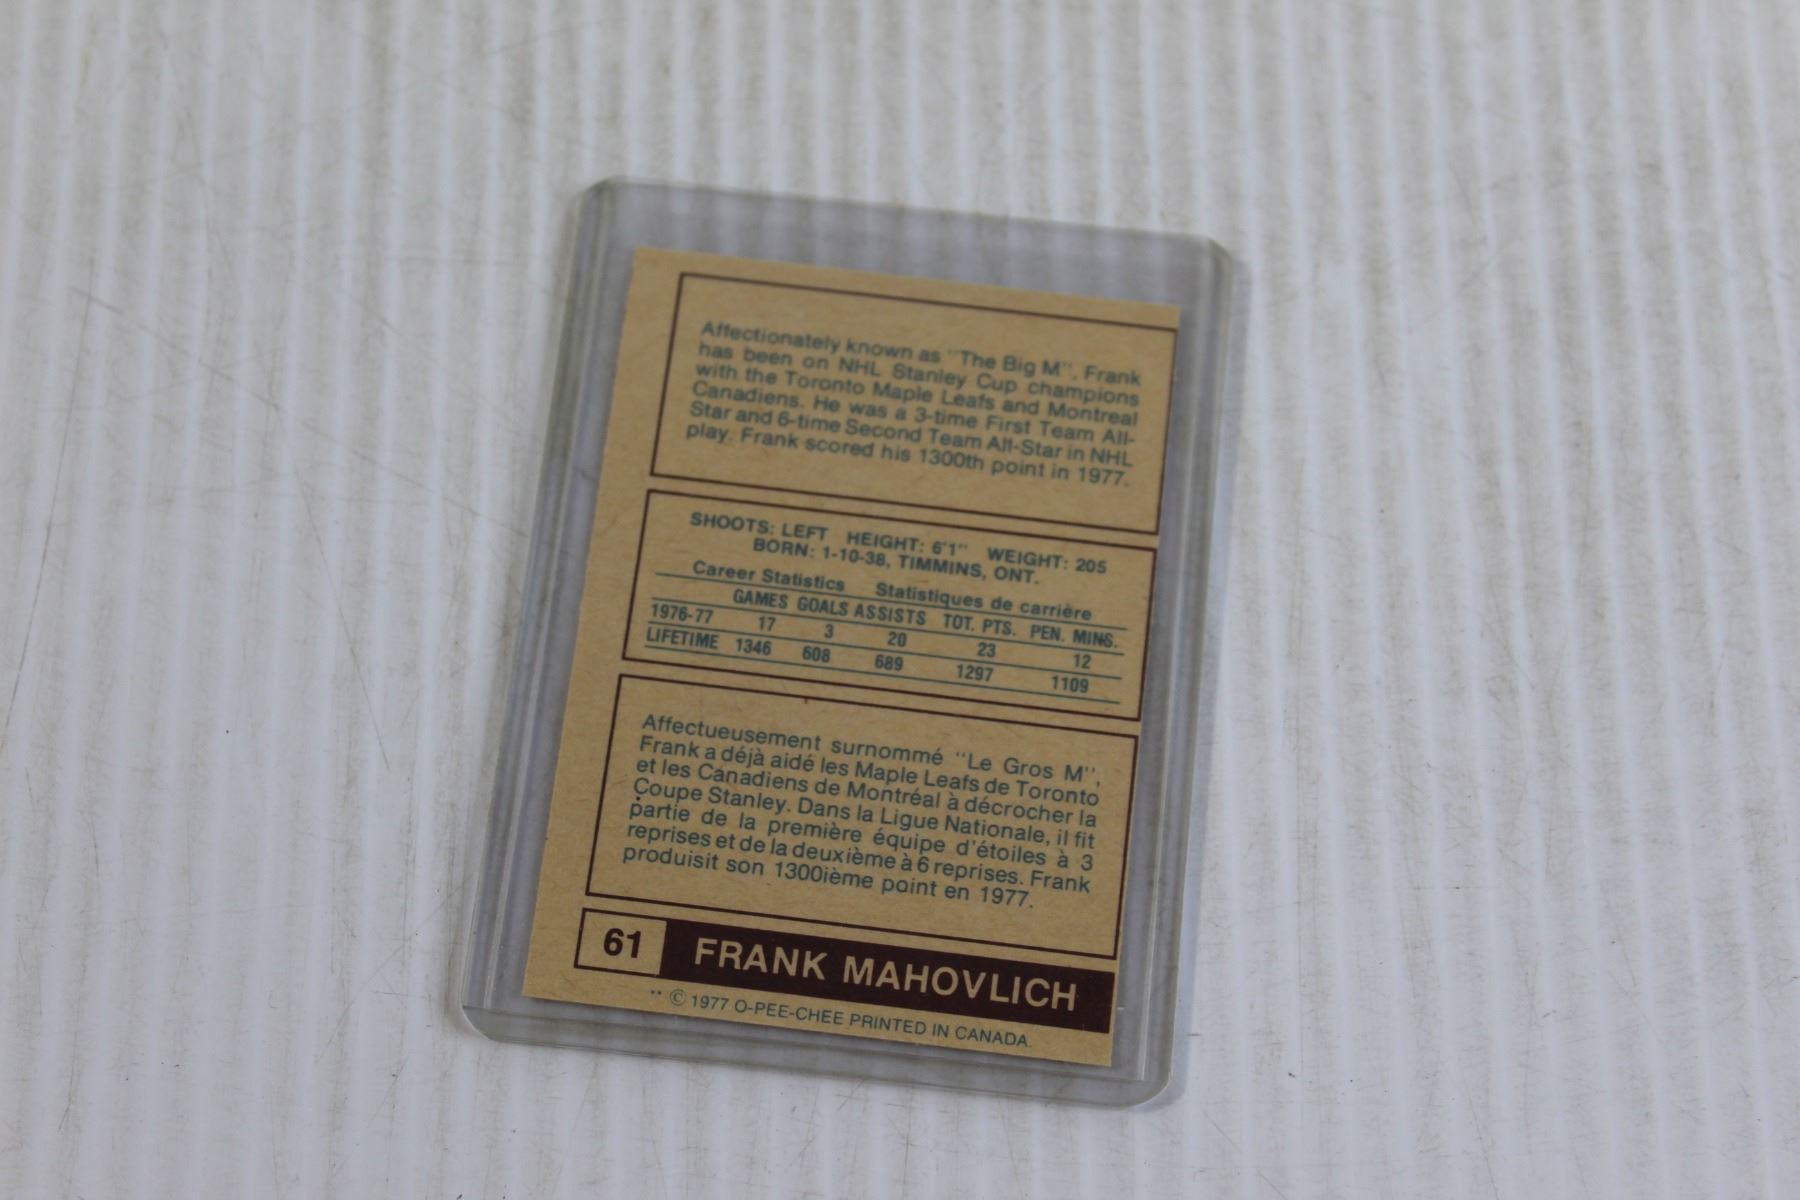 Affectionately known as "The Big M", Frank
has been on NHL Stanley Cup champions
with the Toronto Maple Leafs and Montreal
Canadiens. He was a 3-time First Team All-
Star and 6-time Second Team All-Star in NHL
play. Frank scored his 1300th point in 1977.
SHOOTS: LEFT HEIGHT: 6'1" WEIGHT: 205
BORN: 1-10-38, TIMMINS, ONT.
Career Statistics Statistiques de carrière
GAMES GOALS ASSISTS TOT. PTS. PEN. MINS.
1976-77 17 3 20 23 12
LIFETIME 1346 608 689 1297 1109
Affectueusement surnommé "Le Gros M",
Frank a déjà aidé les Maple Leafs de Toronto
et les Canadiens de Montréal à décrocher la
Coupe Stanley. Dans la Ligue Nationale, il fit
partie de la première équipe d'étoiles à 3
reprises et de la deuxième à 6 reprises. Frank
produisit son 1300ième point en 1977.
61 FRANK MAHOVLICH
** © 1977 O-PEE-CHEE PRINTED IN CANADA.